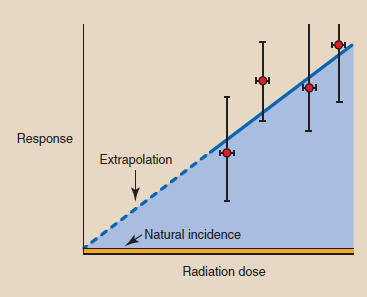 Response
Extrapolation
Natural incidence
Radiation dose